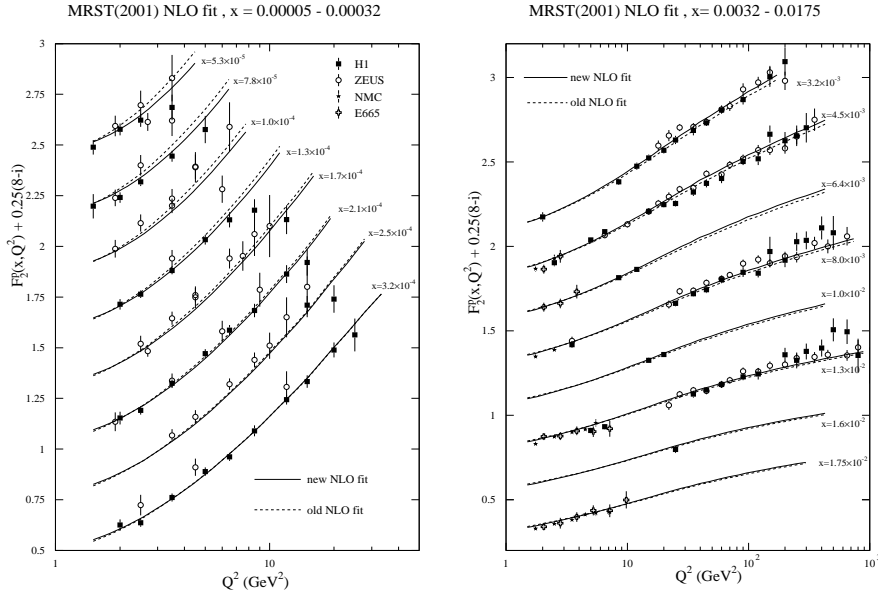 MRST(2001) NLO fit , x = 0.00005 - 0.00032
3
2.75
2.5
2.25
2
1.75
1.5
1.25
1
0.75
0.5
F₂ᵖ(x,Q²) + 0.25(8-i)
1
10
Q² (GeV²)
H1
ZEUS
NMC
E665
x=5.3×10⁻⁵
x=7.8×10⁻⁵
x=1.0×10⁻⁴
x=1.3×10⁻⁴
x=1.7×10⁻⁴
x=2.1×10⁻⁴
x=2.5×10⁻⁴
x=3.2×10⁻⁴
new NLO fit
old NLO fit
MRST(2001) NLO fit , x= 0.0032 - 0.0175
3
2.5
2
1.5
1
0.5
F₂ᵖ(x,Q²) + 0.25(8-i)
1
10
10²
10³
Q² (GeV²)
new NLO fit
old NLO fit
x=3.2×10⁻³
x=4.5×10⁻³
x=6.4×10⁻³
x=8.0×10⁻³
x=1.0×10⁻²
x=1.3×10⁻²
x=1.6×10⁻²
x=1.75×10⁻²